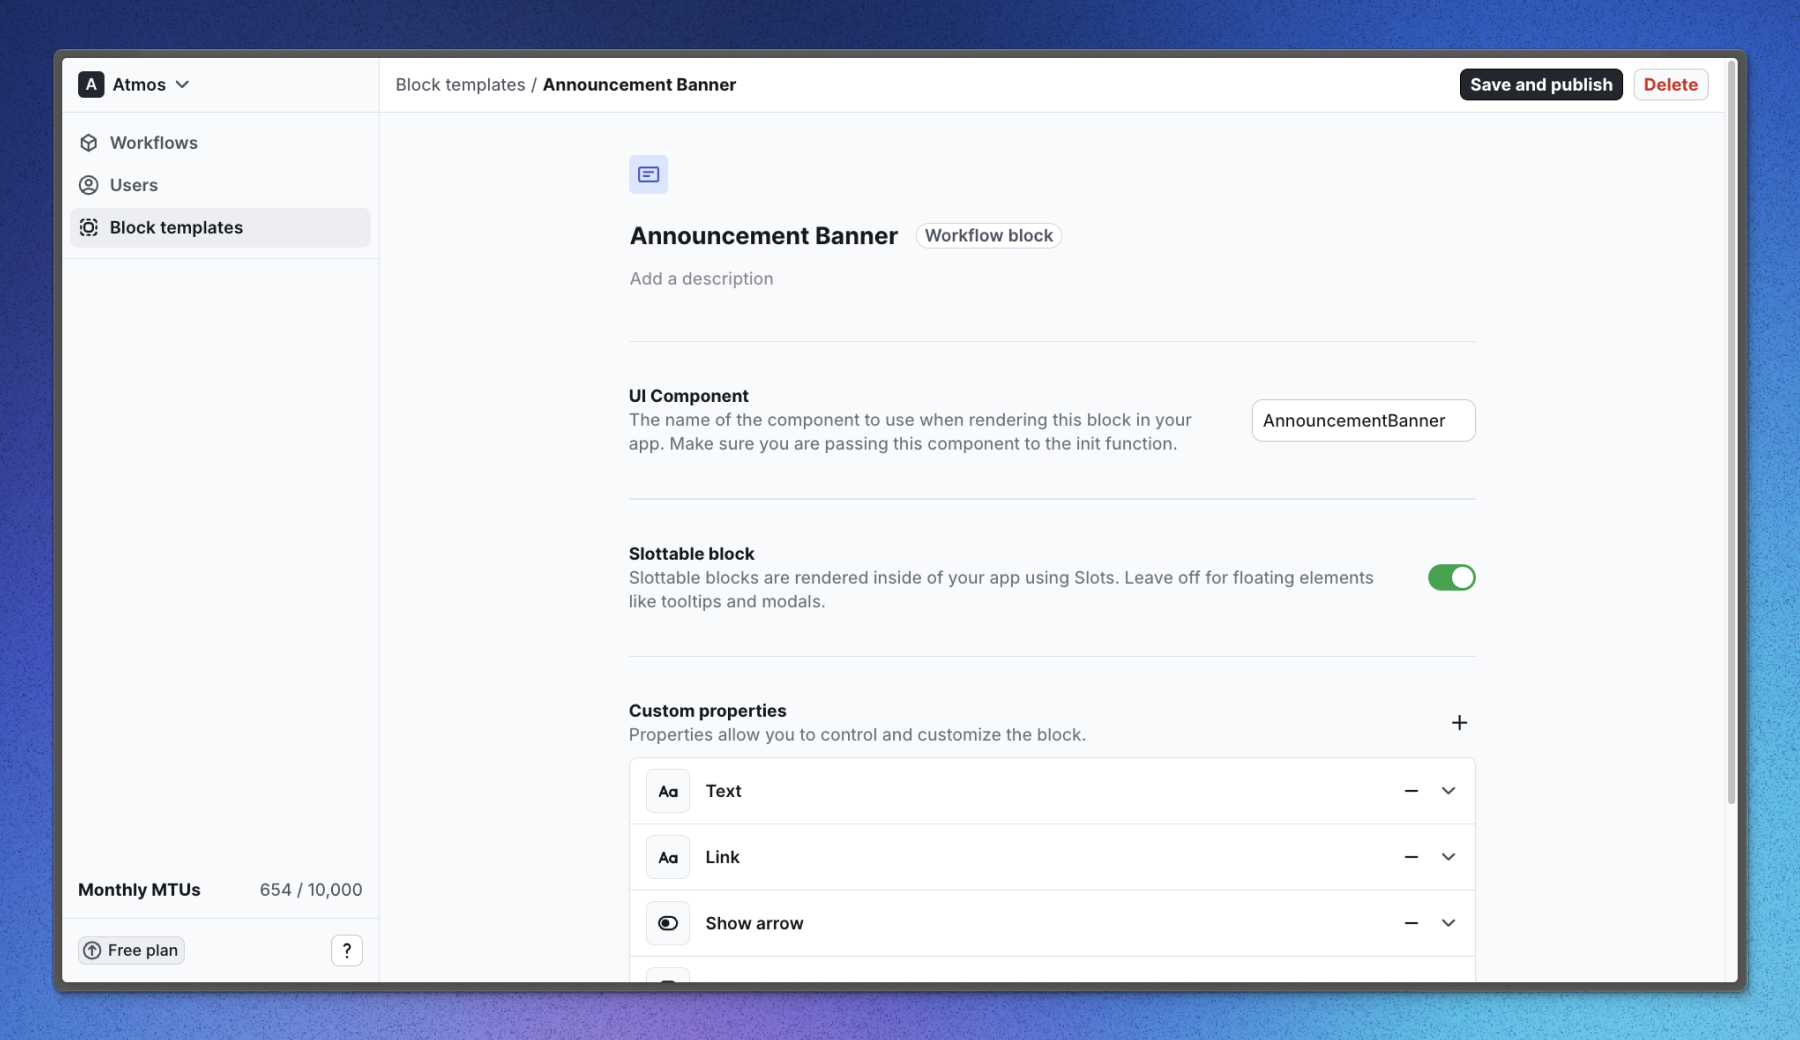 A Atmos
Block templates / Announcement Banner
Save and publish
Delete
Workflows
Users
Block templates
Announcement Banner
Workflow block
Add a description
UI Component
The name of the component to use when rendering this block in your
app. Make sure you are passing this component to the init function.
AnnouncementBanner
Slottable block
Slottable blocks are rendered inside of your app using Slots. Leave off for floating elements
like tooltips and modals.
Custom properties
Properties allow you to control and customize the block.
Aa Text
Aa Link
Show arrow
Monthly MTUs 654 / 10,000
Free plan
?